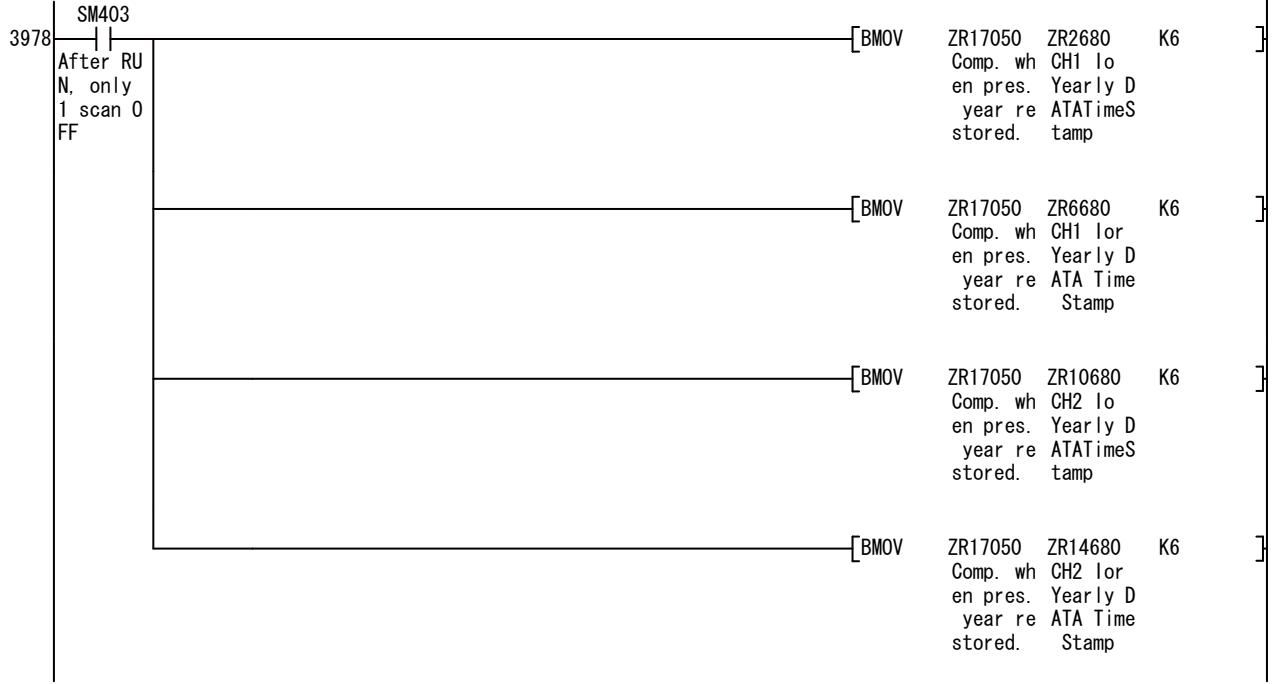 SM403
3978 BMOV ZR17050 ZR2680 K6
After RU Comp. wh CH1 Io
N, only en pres. Yearly D
1 scan O year re ATATimeS
FF stored. tamp
BMOV ZR17050 ZR6680 K6
Comp. wh CH1 Ior
en pres. Yearly D
year re ATA Time
stored. Stamp
BMOV ZR17050 ZR10680 K6
Comp. wh CH2 Io
en pres. Yearly D
year re ATATimeS
stored. tamp
BMOV ZR17050 ZR14680 K6
Comp. wh CH2 Ior
en pres. Yearly D
year re ATA Time
stored. Stamp